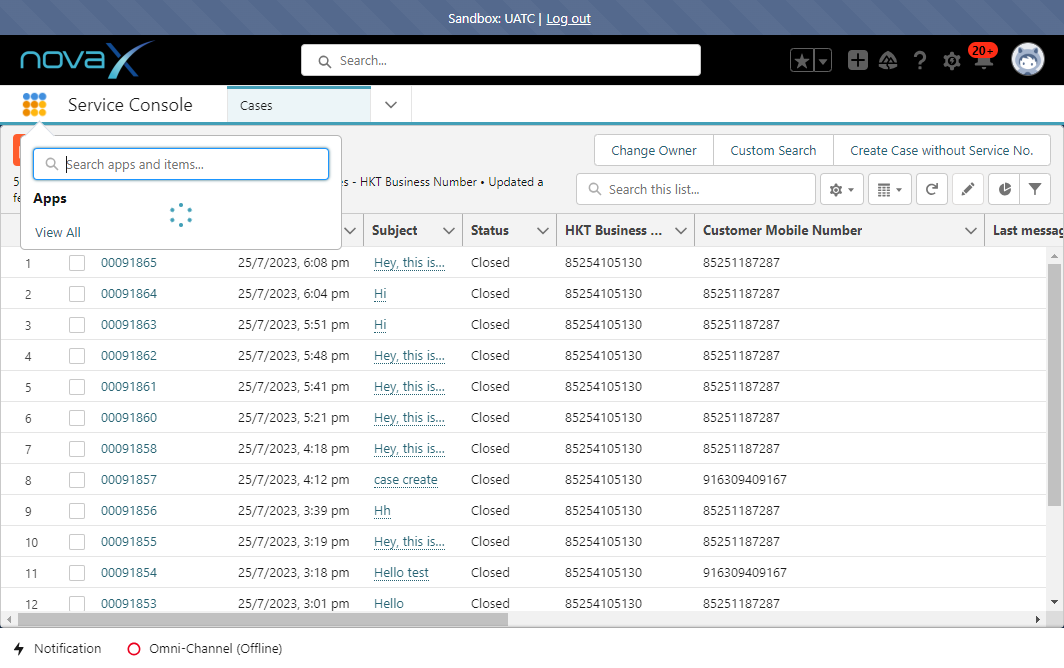 Sandbox: UATC | Log out
novaX
Search...
20+
Service Console
Cases
Search apps and items...
Apps
View All
Change Owner
Custom Search
Create Case without Service No.
5
s - HKT Business Number • Updated a
fe
Search this list...
Subject
Status
HKT Business ...
Customer Mobile Number
Last messag
1 00091865 25/7/2023, 6:08 pm Hey, this is... Closed 85254105130 85251187287
2 00091864 25/7/2023, 6:04 pm Hi Closed 85254105130 85251187287
3 00091863 25/7/2023, 5:51 pm Hi Closed 85254105130 85251187287
4 00091862 25/7/2023, 5:48 pm Hey, this is... Closed 85254105130 85251187287
5 00091861 25/7/2023, 5:41 pm Hey, this is... Closed 85254105130 85251187287
6 00091860 25/7/2023, 5:21 pm Hey, this is... Closed 85254105130 85251187287
7 00091858 25/7/2023, 4:18 pm Hey, this is... Closed 85254105130 85251187287
8 00091857 25/7/2023, 4:12 pm case create Closed 85254105130 916309409167
9 00091856 25/7/2023, 3:39 pm Hh Closed 85254105130 85251187287
10 00091855 25/7/2023, 3:19 pm Hey, this is... Closed 85254105130 85251187287
11 00091854 25/7/2023, 3:18 pm Hello test Closed 85254105130 916309409167
12 00091853 25/7/2023, 3:01 pm Hello Closed 85254105130 85251187287
Notification
Omni-Channel (Offline)